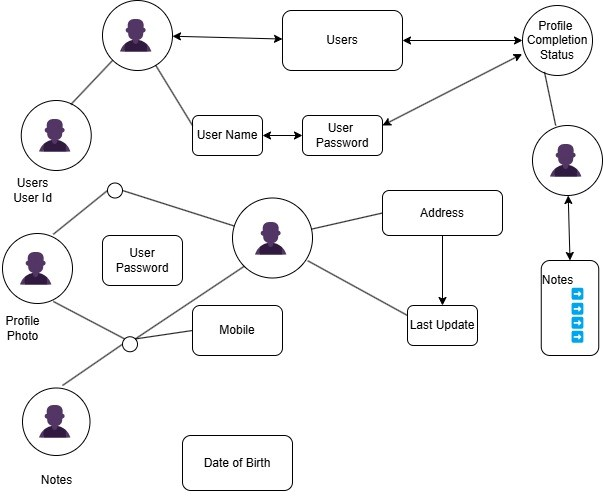 Profile
Completion
Status
Users
User Name
User
Password
Users
User Id
Address
User
Password
Notes
Profile
Photo
Mobile
Last Update
Date of Birth
Notes